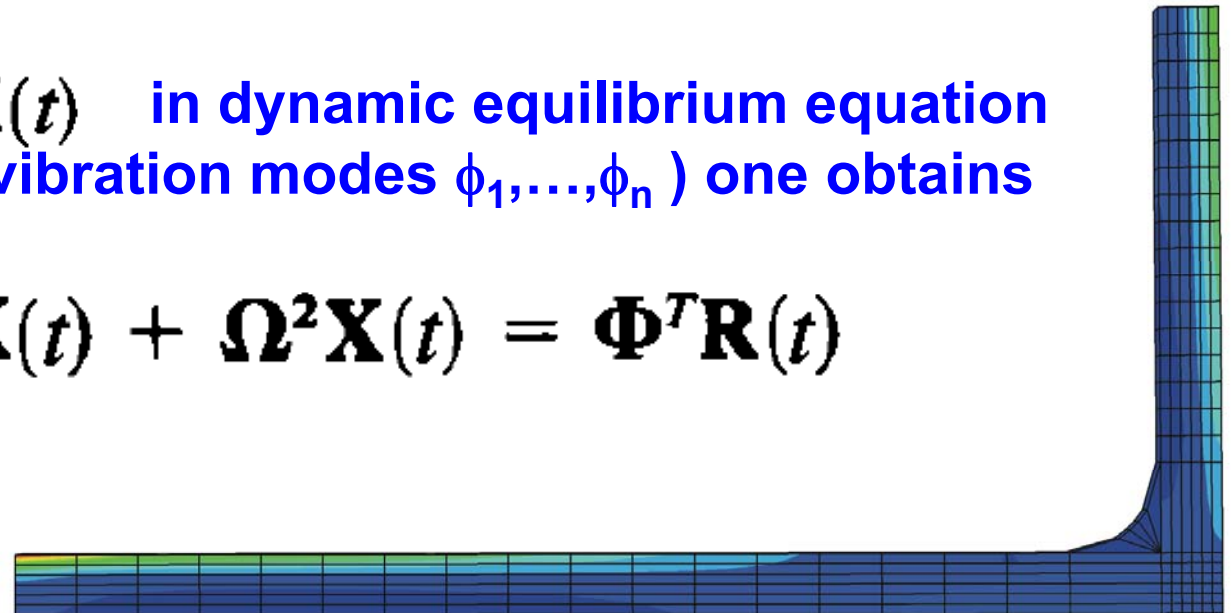 (t) in dynamic equilibrium equation
vibration modes ϕ₁,…,ϕₙ ) one obtains
(t) + Ω²X(t) = ΦᵀR(t)